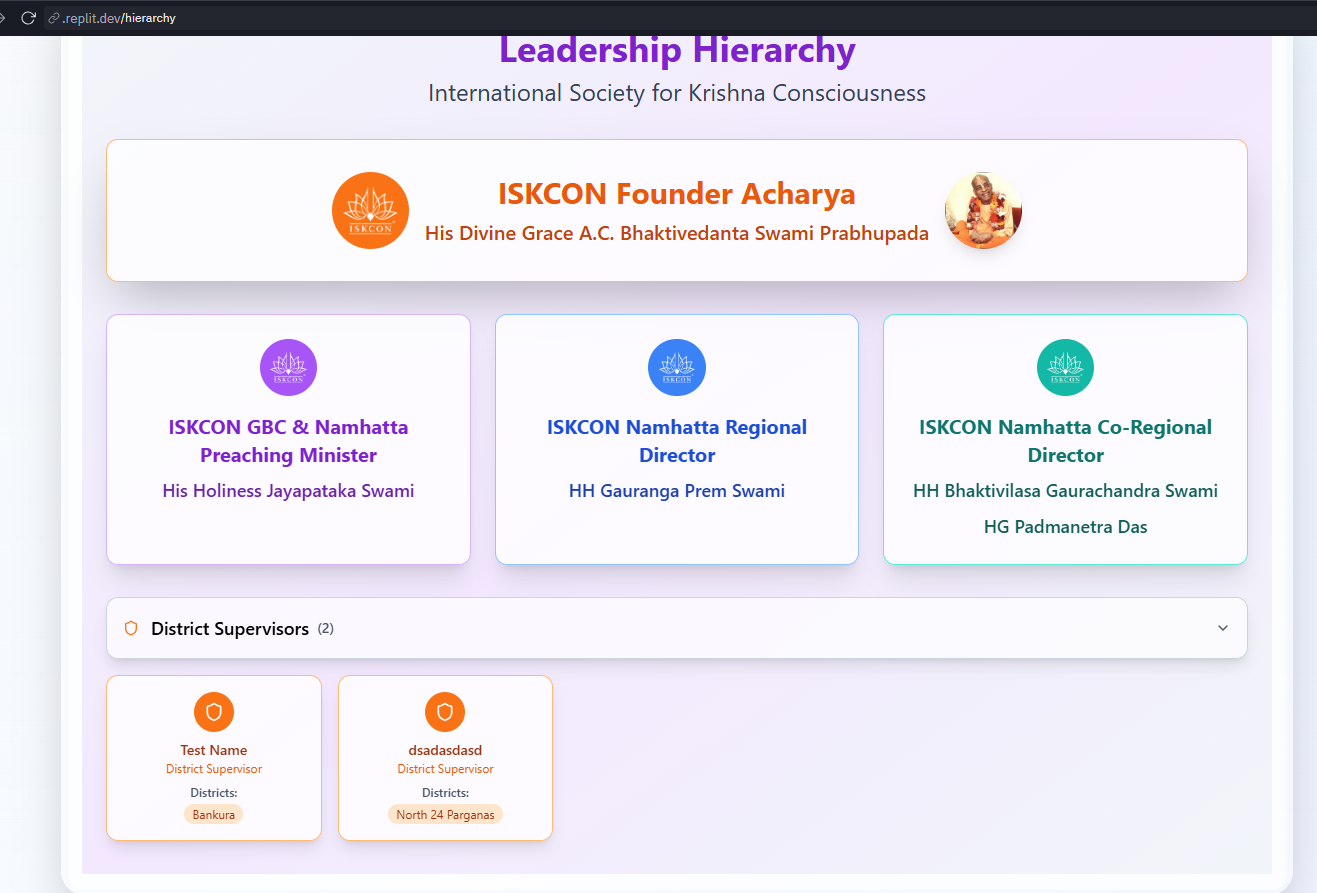 .replit.dev/hierarchy
Leadership Hierarchy
International Society for Krishna Consciousness
ISKCON
ISKCON Founder Acharya
His Divine Grace A.C. Bhaktivedanta Swami Prabhupada
ISKCON
ISKCON GBC & Namhatta
Preaching Minister
His Holiness Jayapataka Swami
ISKCON
ISKCON Namhatta Regional
Director
HH Gauranga Prem Swami
ISKCON
ISKCON Namhatta Co-Regional
Director
HH Bhaktivilasa Gaurachandra Swami
HG Padmanetra Das
District Supervisors (2)
Test Name
District Supervisor
Districts:
Bankura
dsadasdasd
District Supervisor
Districts:
North 24 Parganas